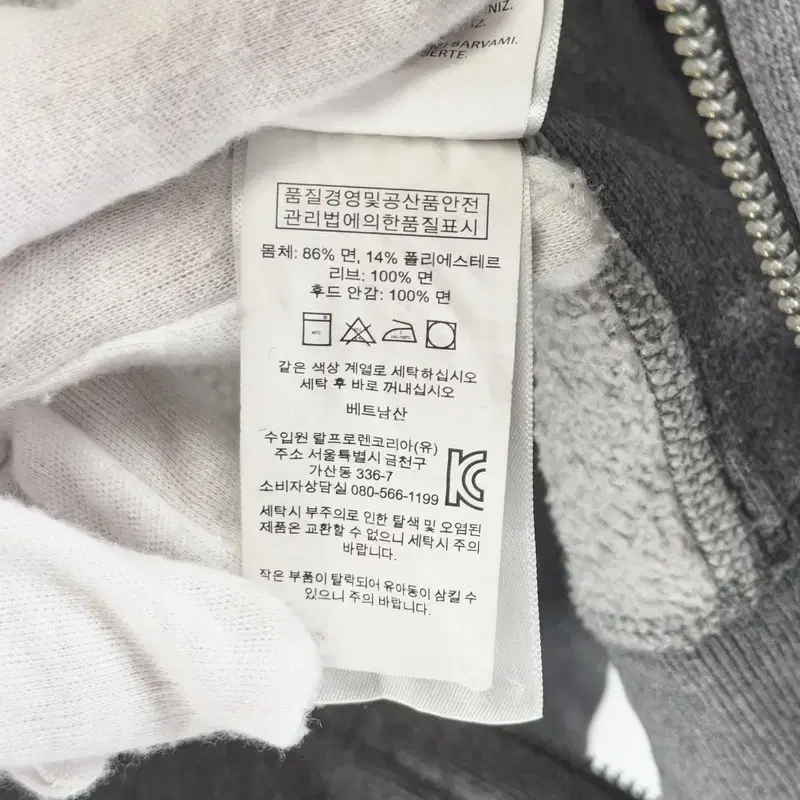 NIZ.
AZ.
BARVAMI.
SERTE.
품질경영및공산품안전
관리법에의한품질표시
몸체: 86% 면, 14% 폴리에스테르
리브: 100% 면
후드 안감: 100% 면
같은 색상 계열로 세탁하십시오
세탁 후 바로 꺼내십시오
베트남산
수입원 랄프로렌코리아(유)
주소 서울특별시 금천구
가산동 336-7
소비자상담실 080-566-1199
세탁시 부주의로 인한 탈색 및 오염된
제품은 교환할 수 없으니 세탁시 주의
바랍니다.
작은 부품이 탈락되어 유아동이 삼킬 수
있으니 주의 바랍니다.